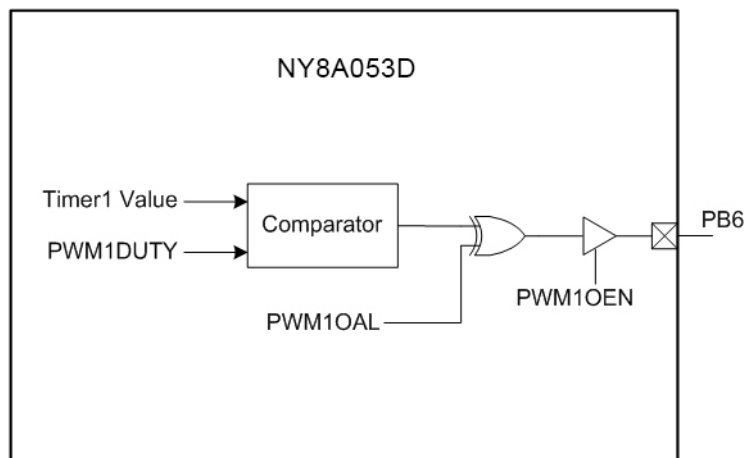 NY8A053D
Timer1 Value
Comparator
PWM1DUTY
PB6
PWM1OEN
PWM1OAL